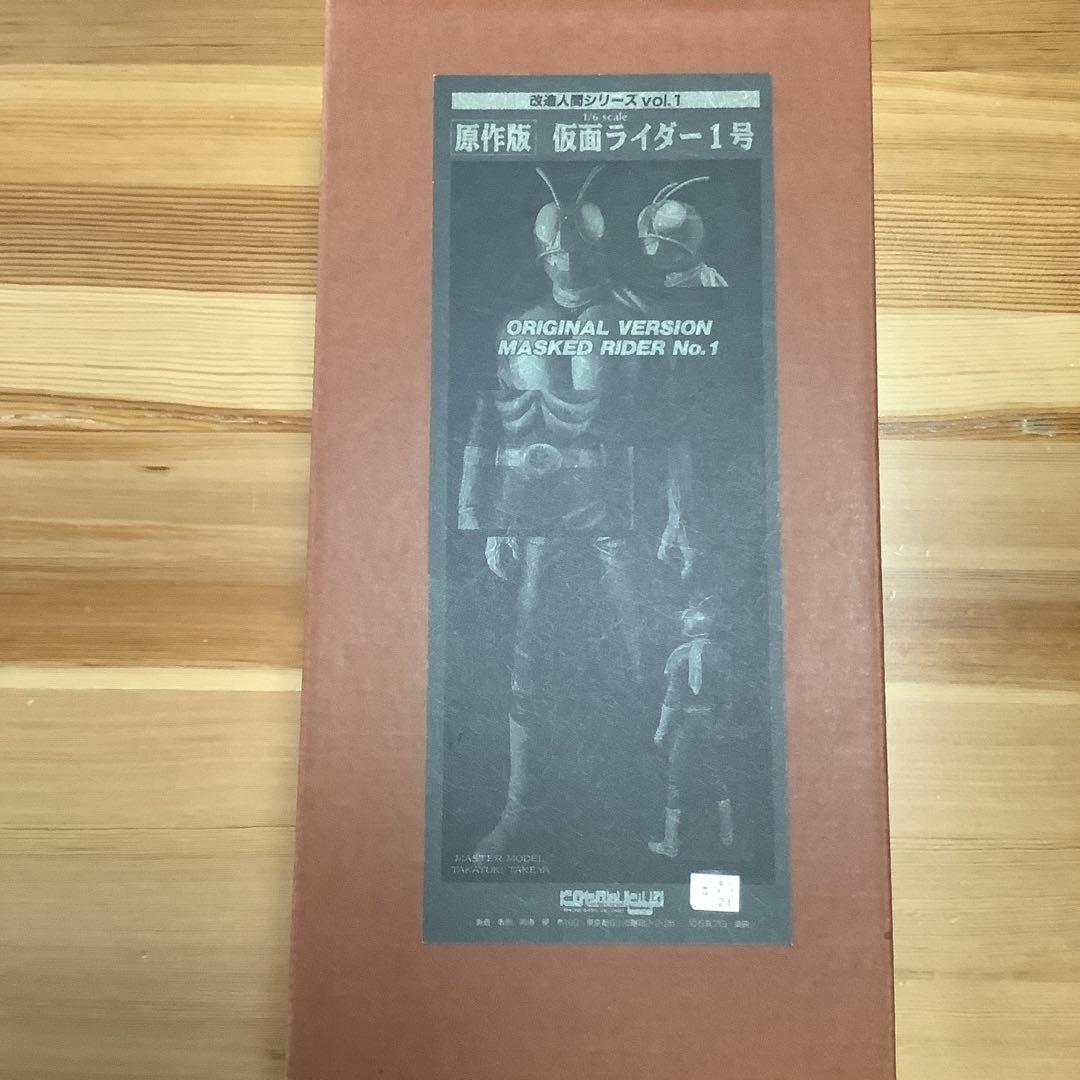 改造人間シリーズ vol.1
1/6 scale
原作版 仮面ライダー1号
ORIGINAL VERSION
MASKED RIDER No.1
MASTER MODEL
TAKAYUKI TAKEYA
21